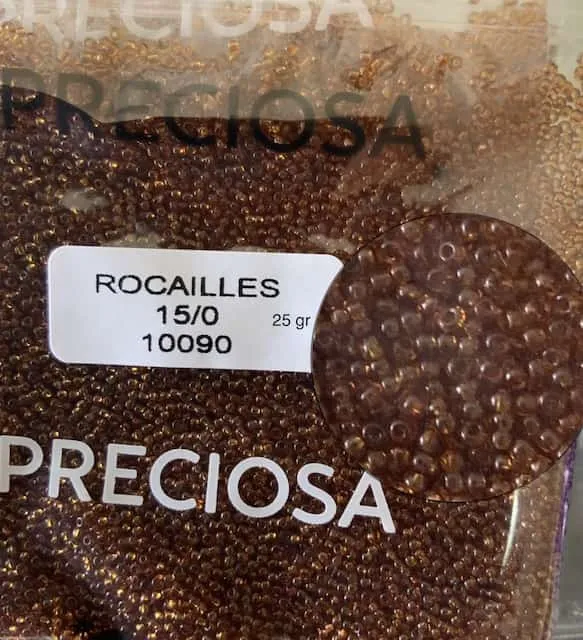 PRECIOSA
PRECIOSA
ROCAILLES
15/0
25 gr
10090
PRECIOSA